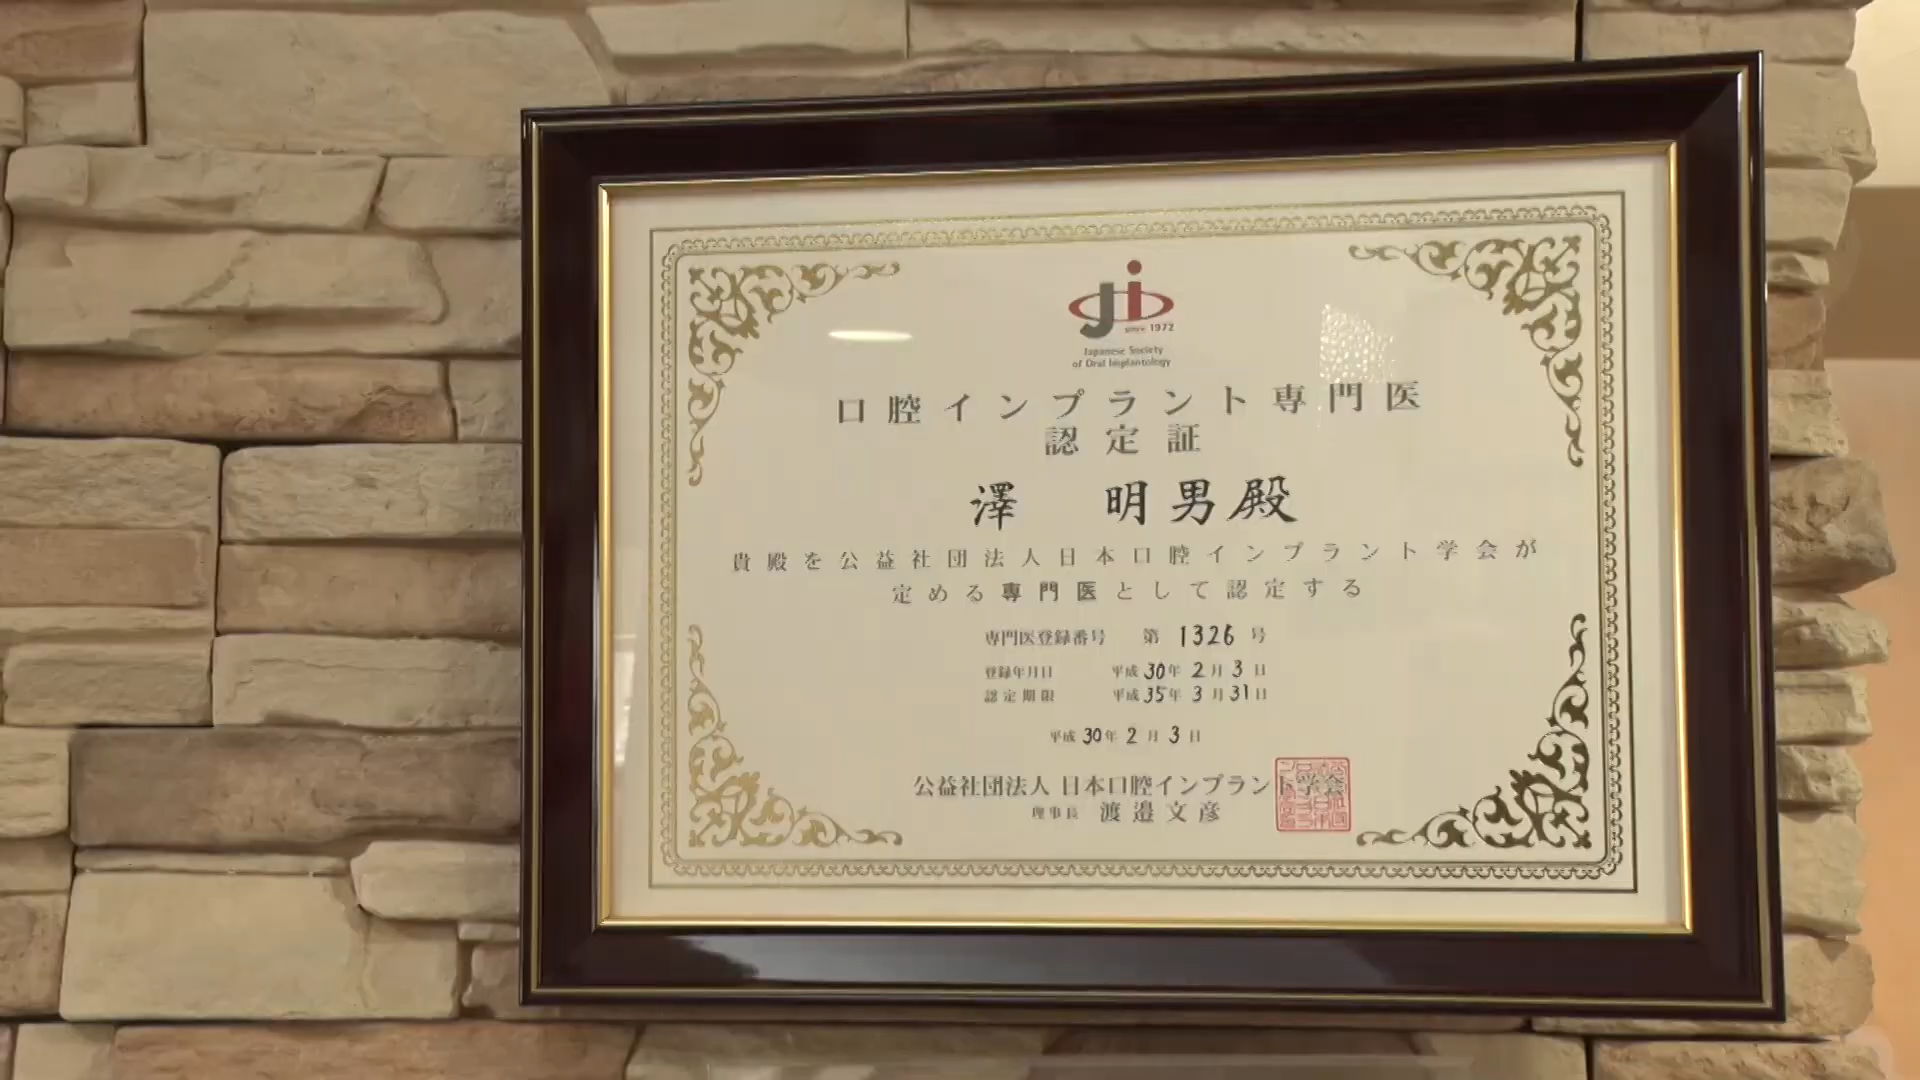 since 1972
Japanese Society
of Oral Implantology
口腔インプラント専門医
認定証
澤 明男殿
貴殿を公益社団法人日本口腔インプラント学会が
定める専門医として認定する
専門医登録番号 第 1326 号
登録年月日 平成30年 2月 3日
認定期限 平成35年 3月31日
平成30年 2月 3日
公益社団法人 日本口腔インプラント学会
理事長 渡邉文彦